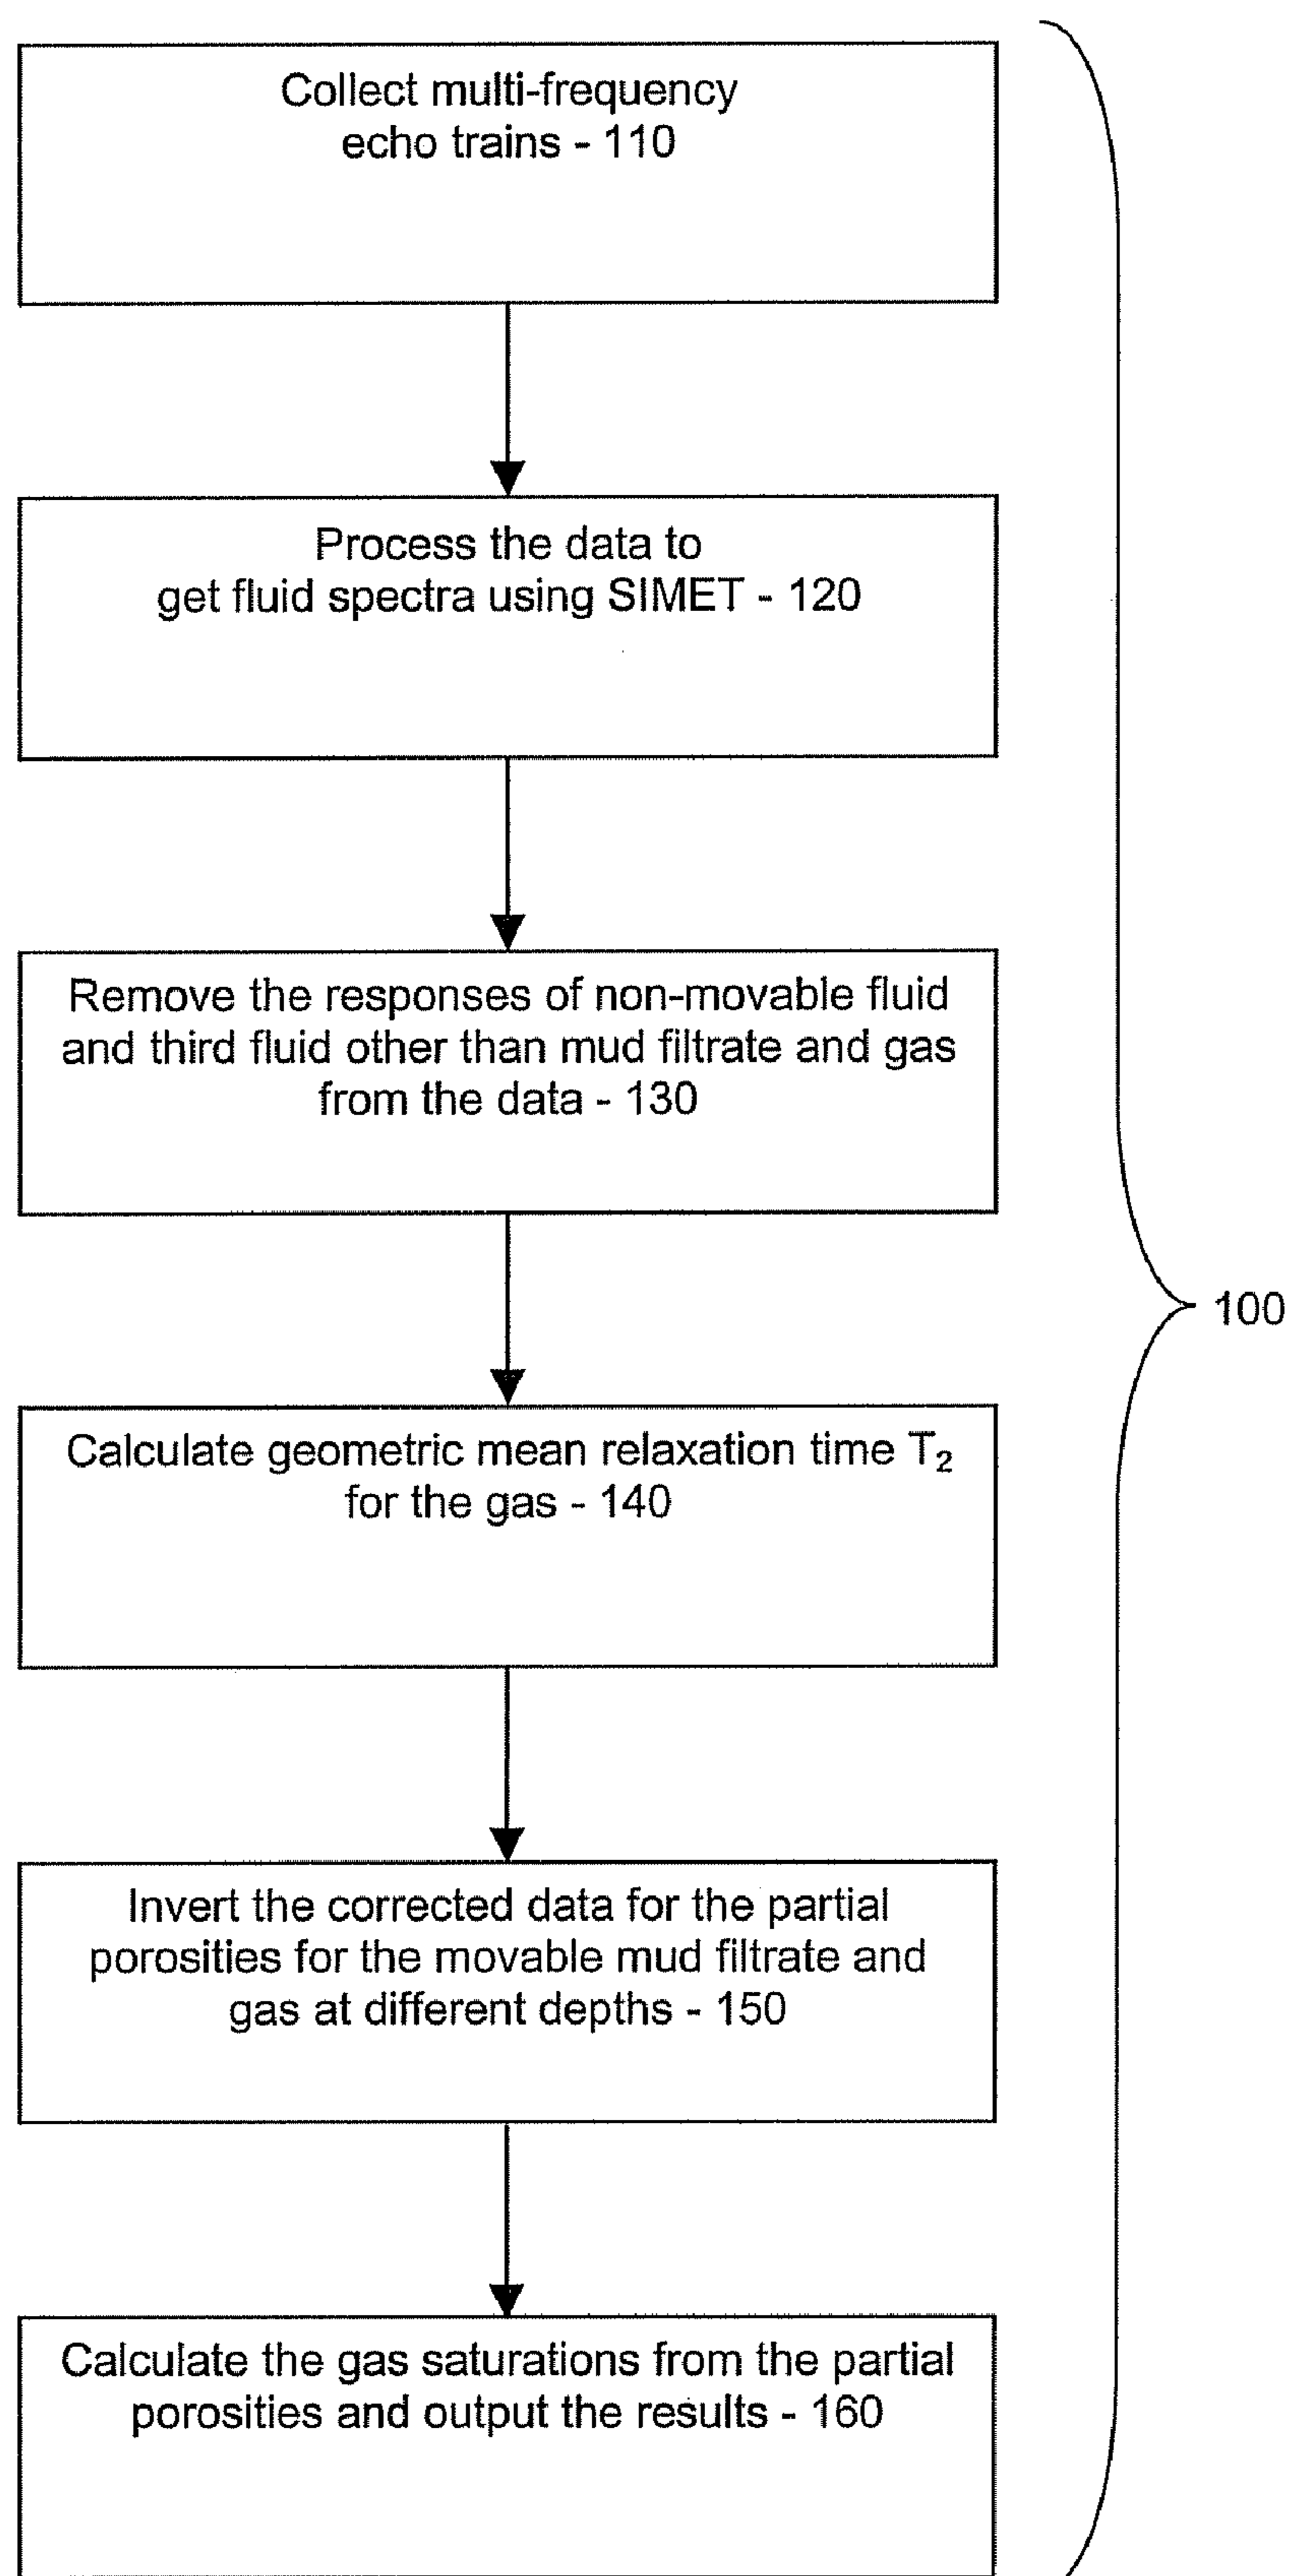 Collect multi-frequency
echo trains - 110
Process the data to
get fluid spectra using SIMET - 120
Remove the responses of non-movable fluid
and third fluid other than mud filtrate and gas
from the data - 130
100
Calculate geometric mean relaxation time T₂
for the gas - 140
Invert the corrected data for the partial
porosities for the movable mud filtrate and
gas at different depths - 150
Calculate the gas saturations from the partial
porosities and output the results - 160